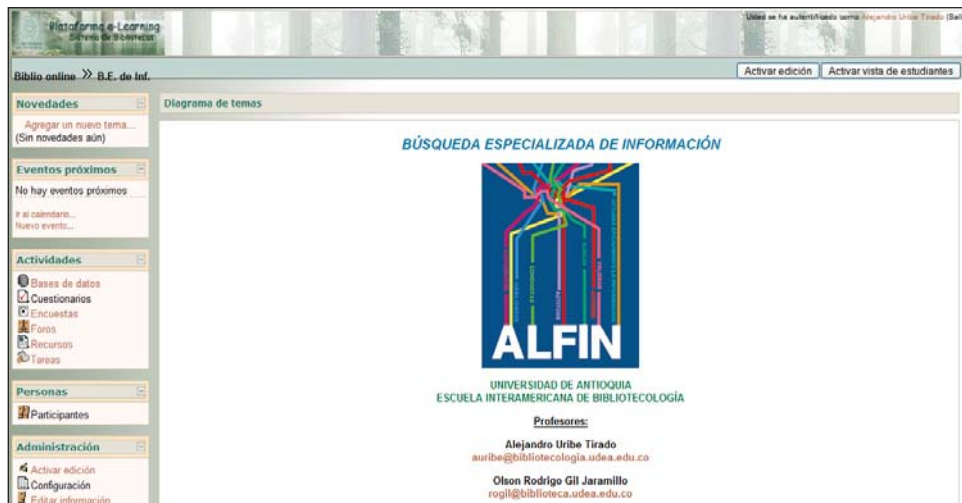 Plataforma e-Learning
Sistema de Bibliotecas
Usted se ha autentificado como Alejandro Uribe Tirado (Sali
Biblio online » B.E. de Inf.
Activar edición
Activar vista de estudiantes
Novedades
Agregar un nuevo tema...
(Sin novedades aún)
Eventos próximos
No hay eventos próximos
Ir al calendario...
Nuevo evento...
Actividades
Bases de datos
Cuestionarios
Encuestas
Foros
Recursos
Tareas
Personas
Participantes
Administración
Activar edición
Configuración
Editar información
Diagrama de temas
BÚSQUEDA ESPECIALIZADA DE INFORMACIÓN
ALFIN
UNIVERSIDAD DE ANTIOQUIA
ESCUELA INTERAMERICANA DE BIBLIOTECOLOGÍA
Profesores:
Alejandro Uribe Tirado
auribe@bibliotecologia.udea.edu.co
Olson Rodrigo Gil Jaramillo
rogil@biblioteca.udea.edu.co